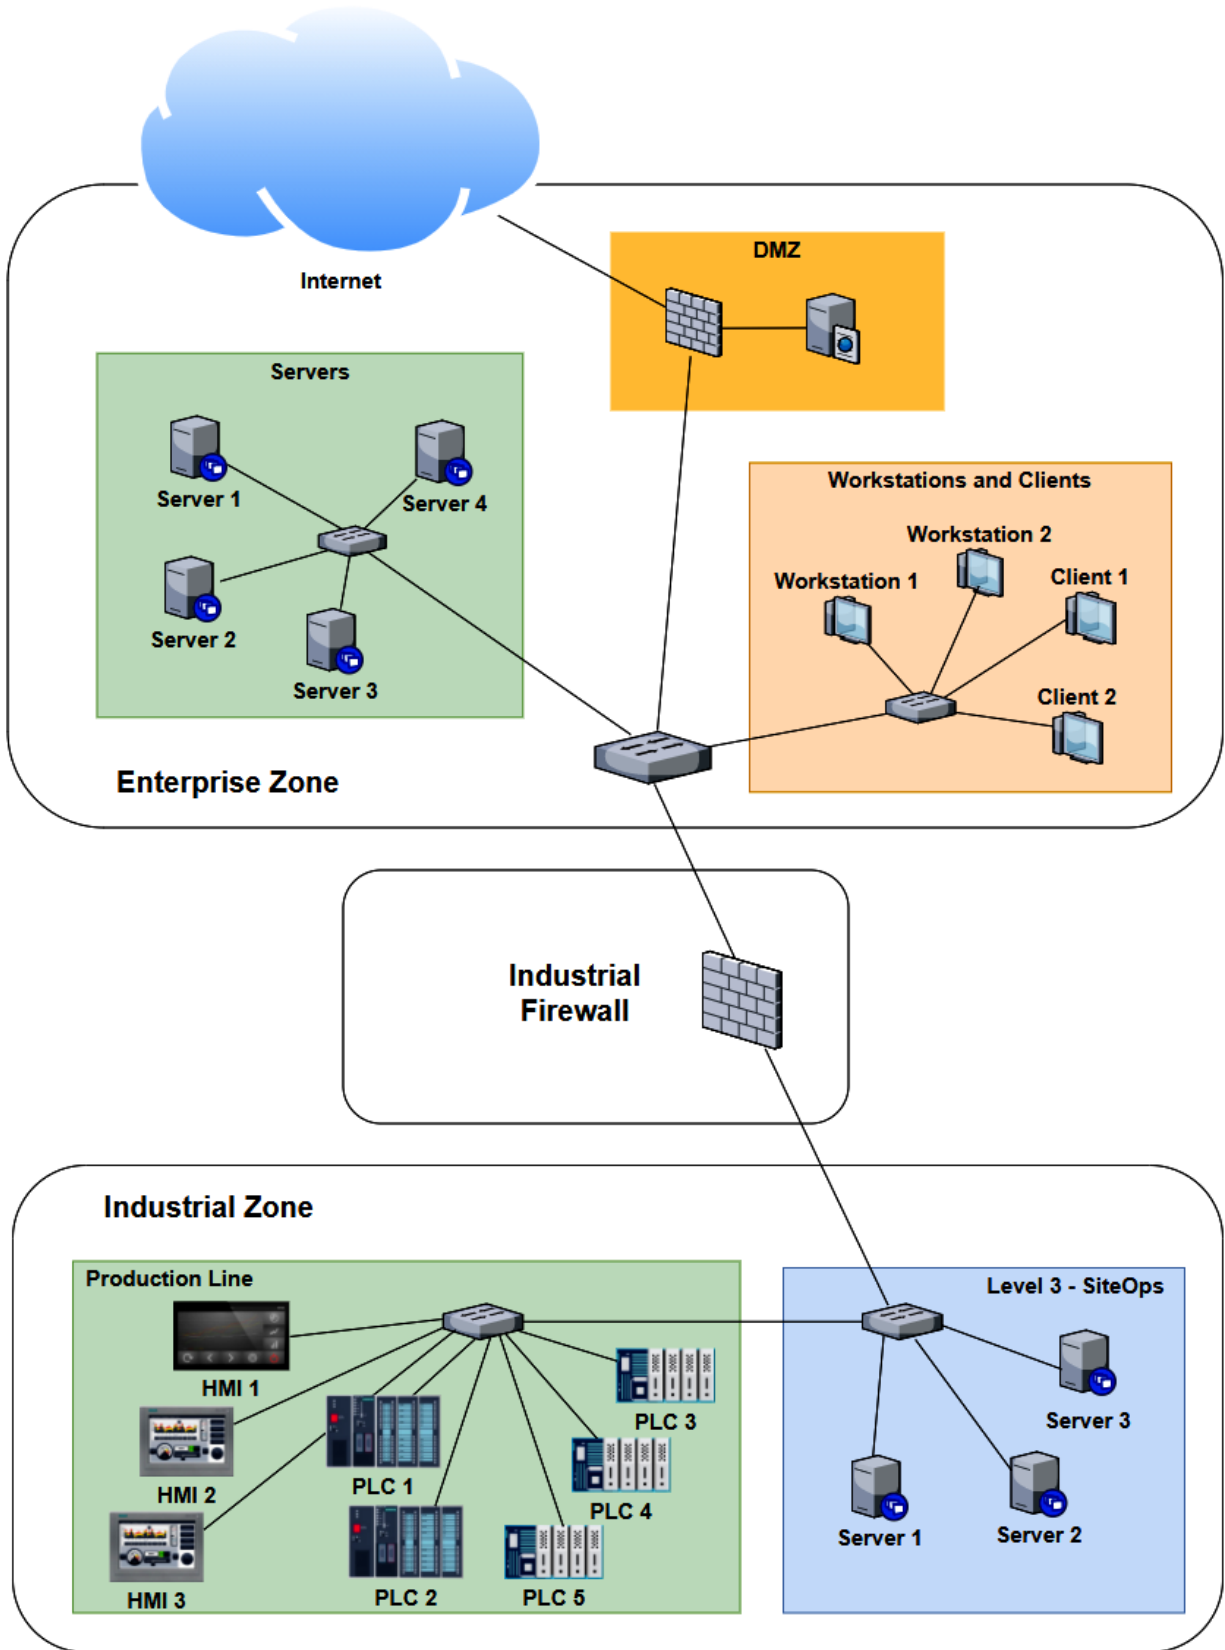 Internet
DMZ
Servers
Server 1
Server 4
Server 2
Server 3
Workstations and Clients
Workstation 2
Workstation 1
Client 1
Client 2
Enterprise Zone
Industrial
Firewall
Industrial Zone
Production Line
HMI 1
HMI 2
HMI 3
PLC 1
PLC 2
PLC 3
PLC 4
PLC 5
Level 3 - SiteOps
Server 3
Server 1
Server 2